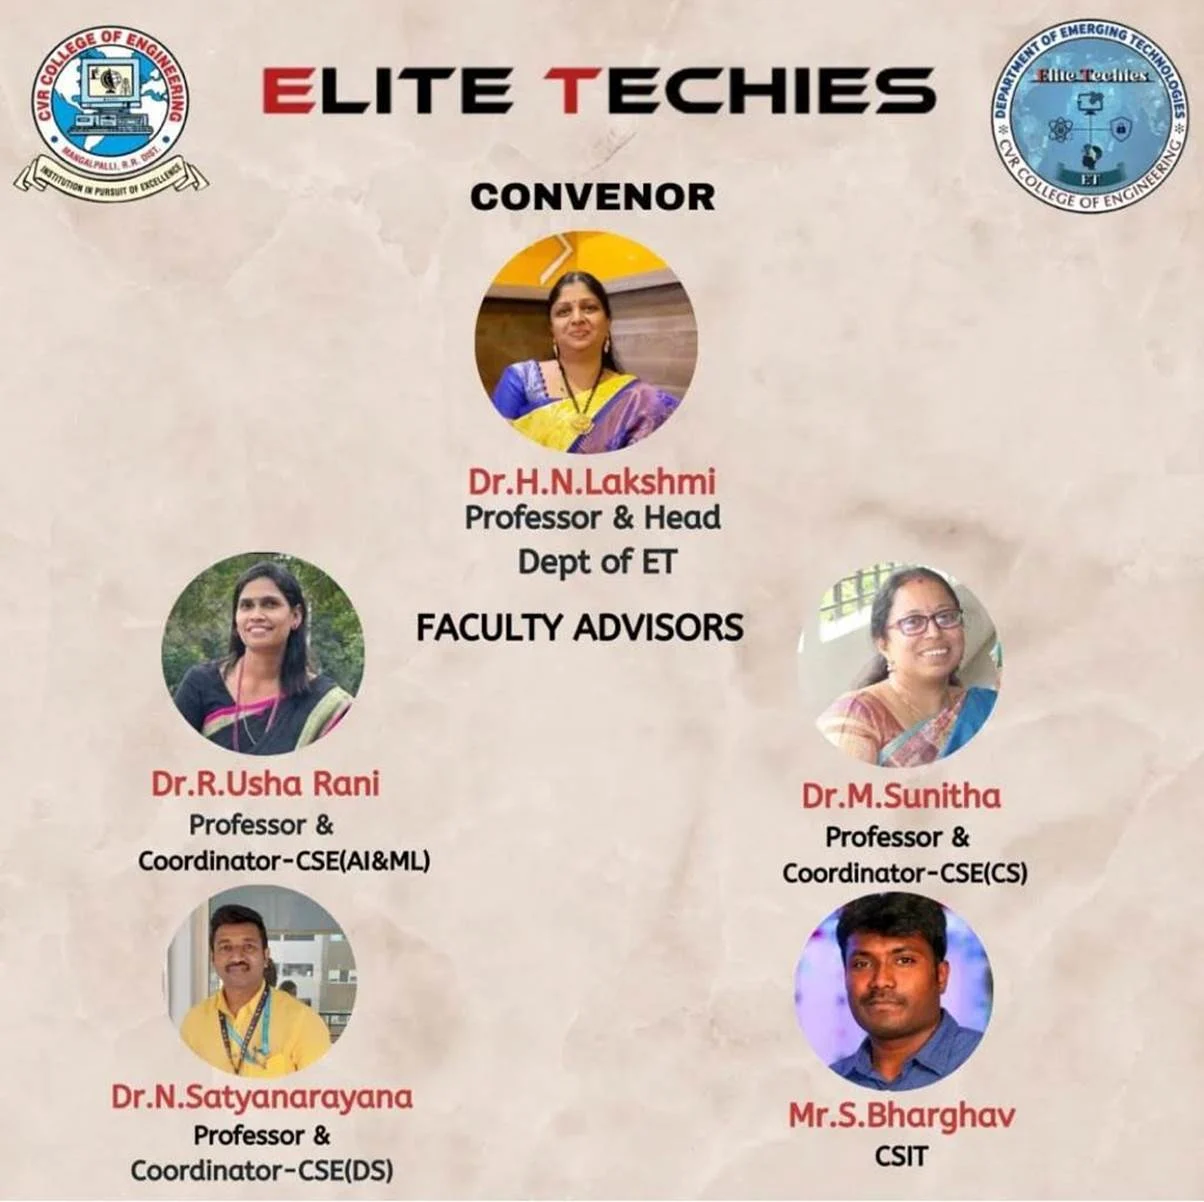 CVR COLLEGE OF ENGINEERING
MANGALPALLI, R.R. DIST.
INSTITUTION IN PURSUIT OF EXCELLENCE
ELITE TECHIES
DEPARTMENT OF EMERGING TECHNOLOGIES
Elite Techies
ET
CVR COLLEGE OF ENGINEERING
CONVENOR
Dr.H.N.Lakshmi
Professor & Head
Dept of ET
FACULTY ADVISORS
Dr.R.Usha Rani
Professor &
Coordinator-CSE(AI&ML)
Dr.M.Sunitha
Professor &
Coordinator-CSE(CS)
Dr.N.Satyanarayana
Professor &
Coordinator-CSE(DS)
Mr.S.Bharghav
CSIT